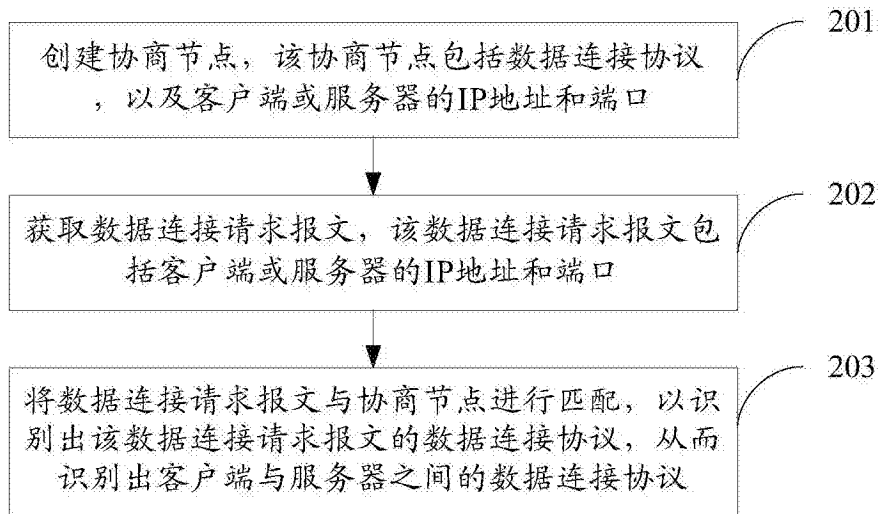 201
创建协商节点，该协商节点包括数据连接协议
，以及客户端或服务器的IP地址和端口
202
获取数据连接请求报文，该数据连接请求报文包
括客户端或服务器的IP地址和端口
203
将数据连接请求报文与协商节点进行匹配，以识
别出该数据连接请求报文的数据连接协议，从而
识别出客户端与服务器之间的数据连接协议